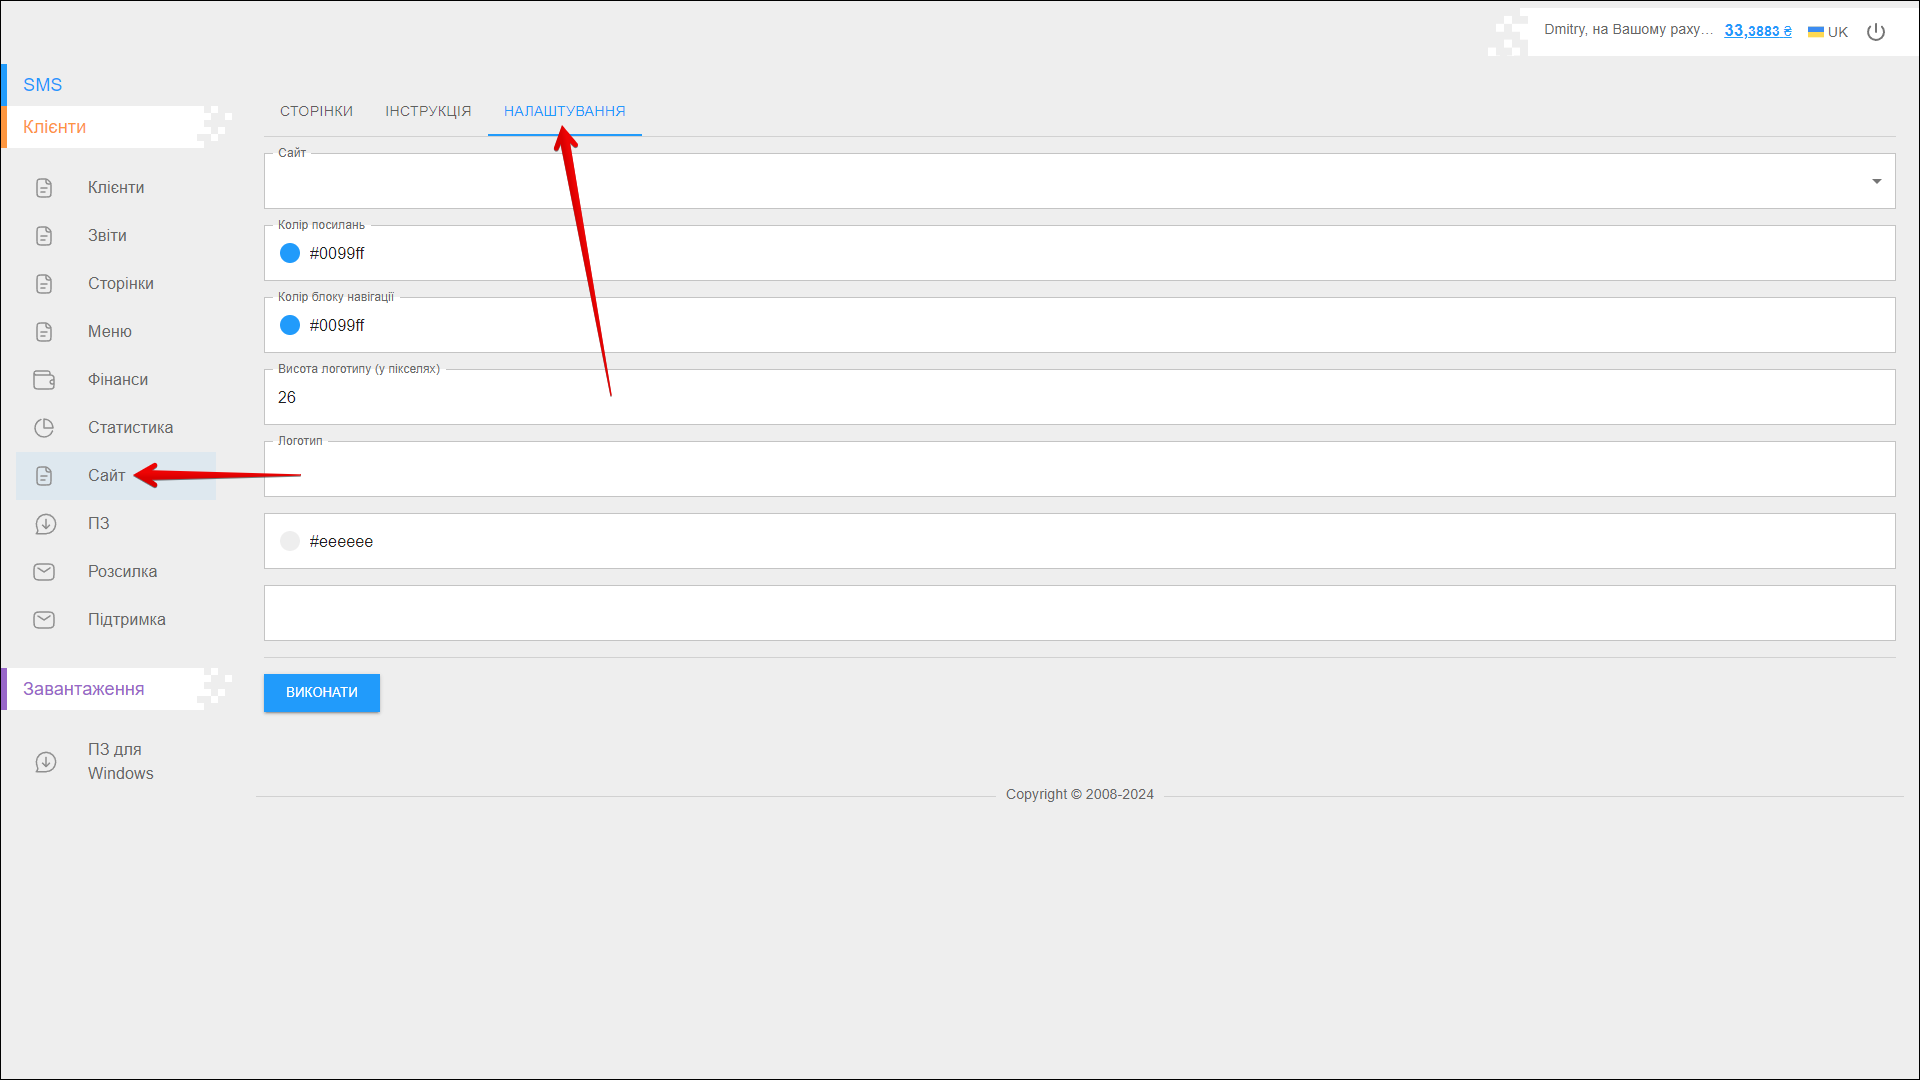 Dmitry, на Вашому раху...
33,3883 ₴
UK
SMS
Клієнти
Клієнти
Звіти
Сторінки
Меню
Фінанси
Статистика
Сайт
ПЗ
Розсилка
Підтримка
Завантаження
ПЗ для
Windows
СТОРІНКИ
ІНСТРУКЦІЯ
НАЛАШТУВАННЯ
Сайт
Колір посилань
#0099ff
Колір блоку навігації
#0099ff
Висота логотипу (у пікселях)
26
Логотип
#eeeeee
ВИКОНАТИ
Copyright © 2008-2024